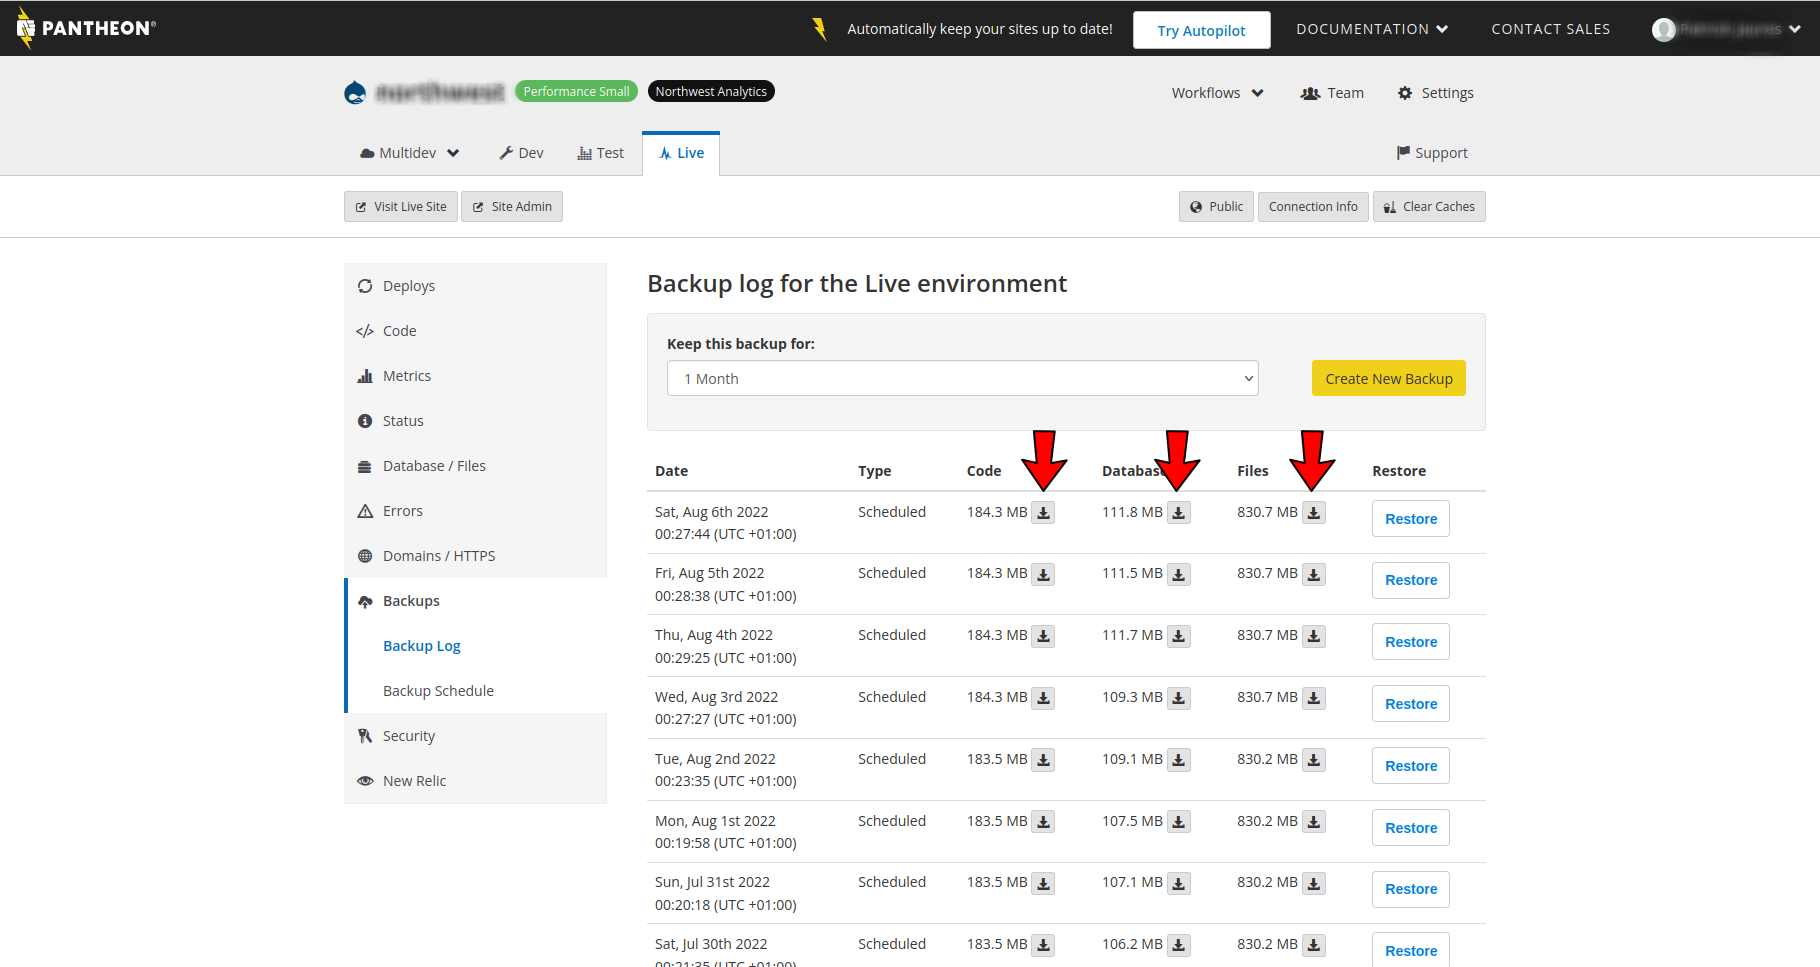 PANTHEON®
Automatically keep your sites up to date!
Try Autopilot
DOCUMENTATION
CONTACT SALES
Performance Small
Northwest Analytics
Workflows
Team
Settings
Multidev
Dev
Test
Live
Support
Visit Live Site
Site Admin
Public
Connection Info
Clear Caches
Deploys
Code
Metrics
Status
Database / Files
Errors
Domains / HTTPS
Backups
Backup Log
Backup Schedule
Security
New Relic
Backup log for the Live environment
Keep this backup for:
1 Month
Create New Backup
Date Type Code Database Files Restore
Sat, Aug 6th 2022 Scheduled 184.3 MB 111.8 MB 830.7 MB Restore
00:27:44 (UTC +01:00)
Fri, Aug 5th 2022 Scheduled 184.3 MB 111.5 MB 830.7 MB Restore
00:28:38 (UTC +01:00)
Thu, Aug 4th 2022 Scheduled 184.3 MB 111.7 MB 830.7 MB Restore
00:29:25 (UTC +01:00)
Wed, Aug 3rd 2022 Scheduled 184.3 MB 109.3 MB 830.7 MB Restore
00:27:27 (UTC +01:00)
Tue, Aug 2nd 2022 Scheduled 183.5 MB 109.1 MB 830.2 MB Restore
00:23:35 (UTC +01:00)
Mon, Aug 1st 2022 Scheduled 183.5 MB 107.5 MB 830.2 MB Restore
00:19:58 (UTC +01:00)
Sun, Jul 31st 2022 Scheduled 183.5 MB 107.1 MB 830.2 MB Restore
00:20:18 (UTC +01:00)
Sat, Jul 30th 2022 Scheduled 183.5 MB 106.2 MB 830.2 MB Restore
00:21:35 (UTC +01:00)